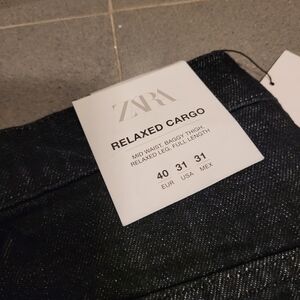 ZARA
RELAXED CARGO
MID WAIST, BAGGY THIGH,
RELAXED LEG, FULL LENGTH
40 31 31
EUR USA MEX